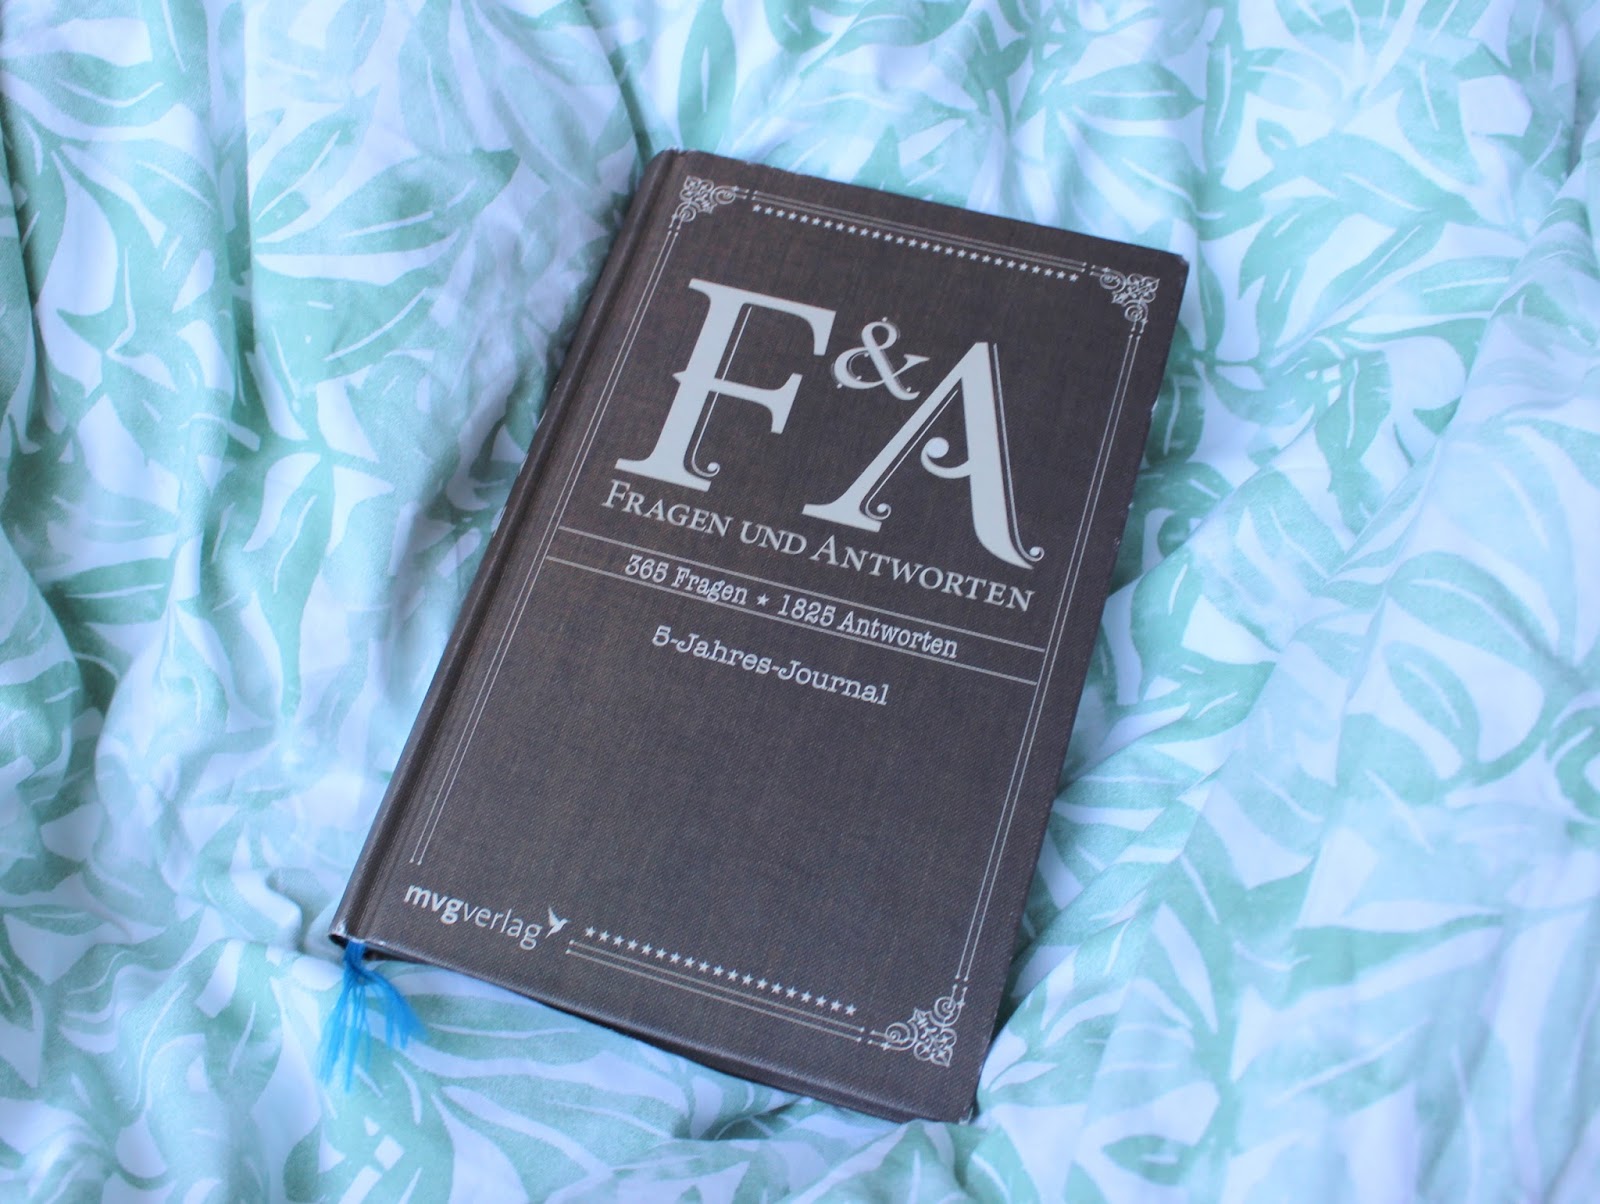 F&A
FRAGEN UND ANTWORTEN
365 Fragen ★ 1825 Antworten
5-Jahres-Journal
mvgverlag